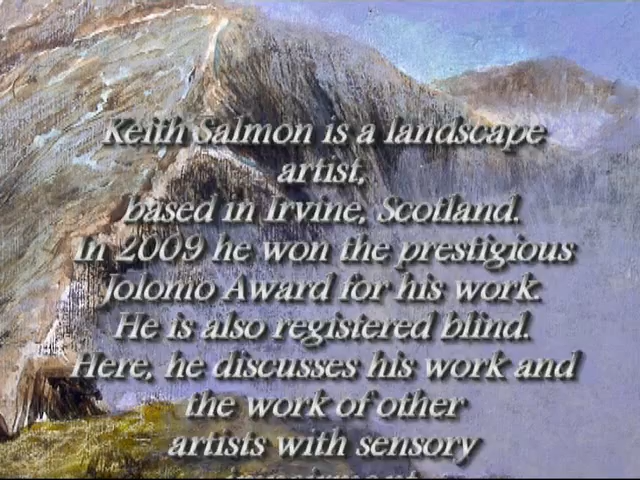 Keith Salmon is a landscape
artist,
based in Irvine, Scotland.
In 2009 he won the prestigious
Jolomo Award for his work.
He is also registered blind.
Here, he discusses his work and
the work of other
artists with sensory